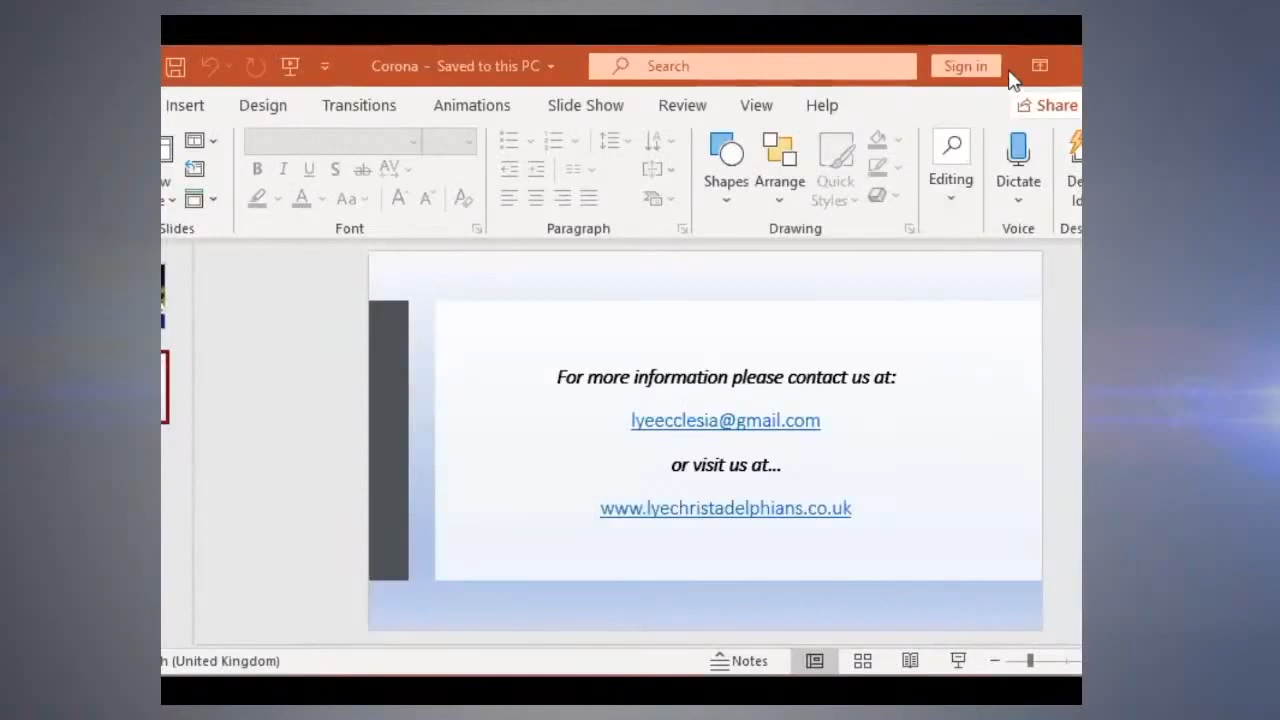 Corona - Saved to this PC
Search
Sign in
Insert Design Transitions Animations Slide Show Review View Help
Share
Shapes Arrange Quick Styles
Editing
Dictate
Slides Font Paragraph Drawing Voice
For more information please contact us at:
lyeecclesia@gmail.com
or visit us at...
www.lyechristadelphians.co.uk
h (United Kingdom)
Notes